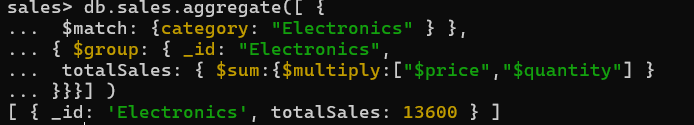 sales> db.sales.aggregate([ {
... $match: {category: "Electronics" } },
... { $group: { _id: "Electronics",
... totalSales: { $sum:{$multiply:["$price","$quantity"] }
... }}}] )
[ { _id: 'Electronics', totalSales: 13600 } ]